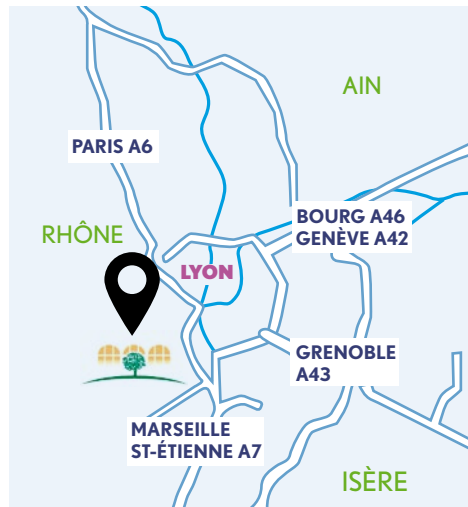 AIN
PARIS A6
BOURG A46
GENÈVE A42
RHÔNE
LYON
GRENOBLE
A43
MARSEILLE
ST-ÉTIENNE A7
ISÈRE